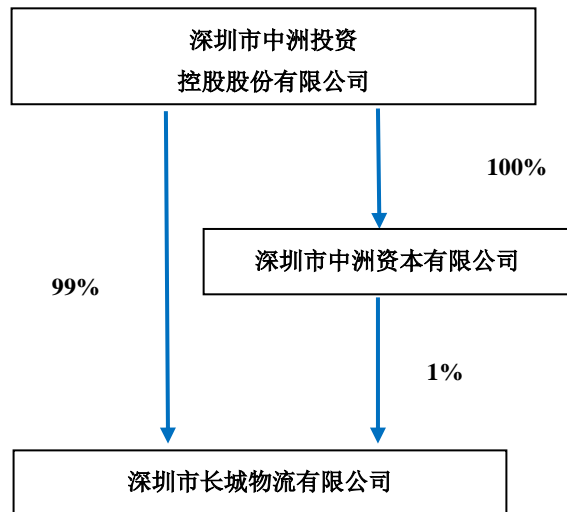 深圳市中洲投资
控股股份有限公司
100%
深圳市中洲资本有限公司
99%
1%
深圳市长城物流有限公司